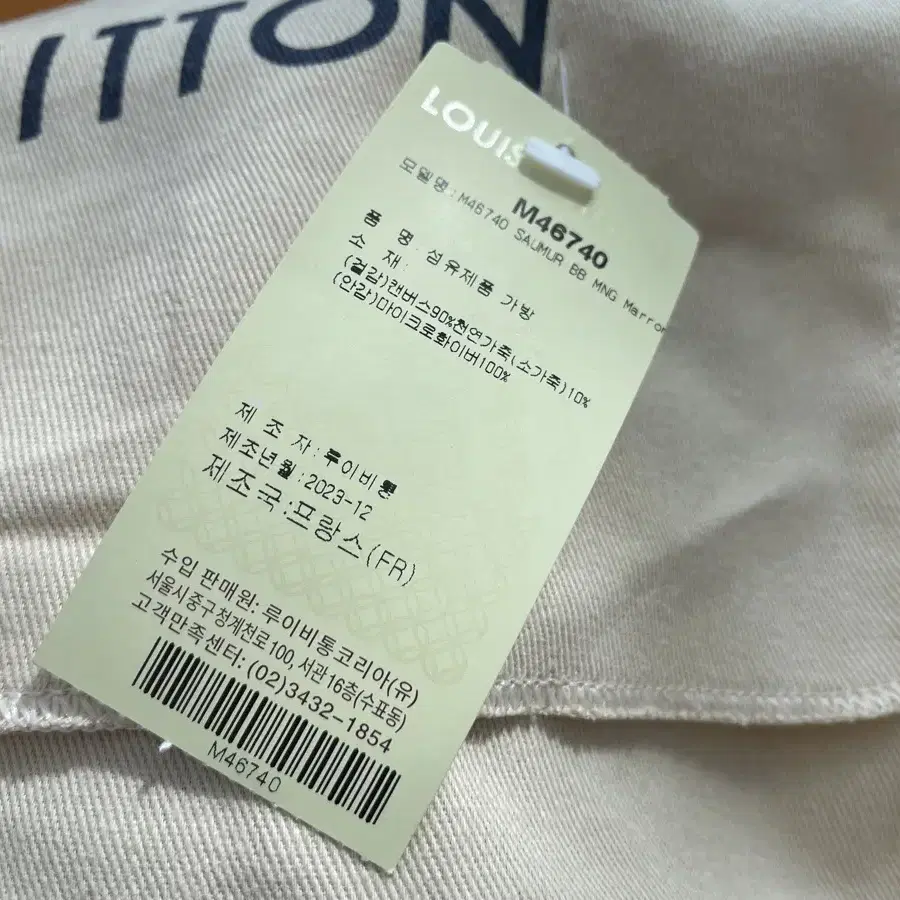 ITTON
LOUIS
M46740
모델명:M46740 SAUMUR BB MNG Marron
품 명 : 섬유제품 가방
소 재 :
(겉감)캔버스90%천연가죽(소가죽)10%
(안감)마이크로화이버100%
제 조 자:루이비통
제조년월:2023-12
제조국:프랑스(FR)
수입 판매원: 루이비통코리아(유)
서울시 중구 청계천로 100, 서관 16층(수표동)
고객만족센터: (02)3432-1854
M46740